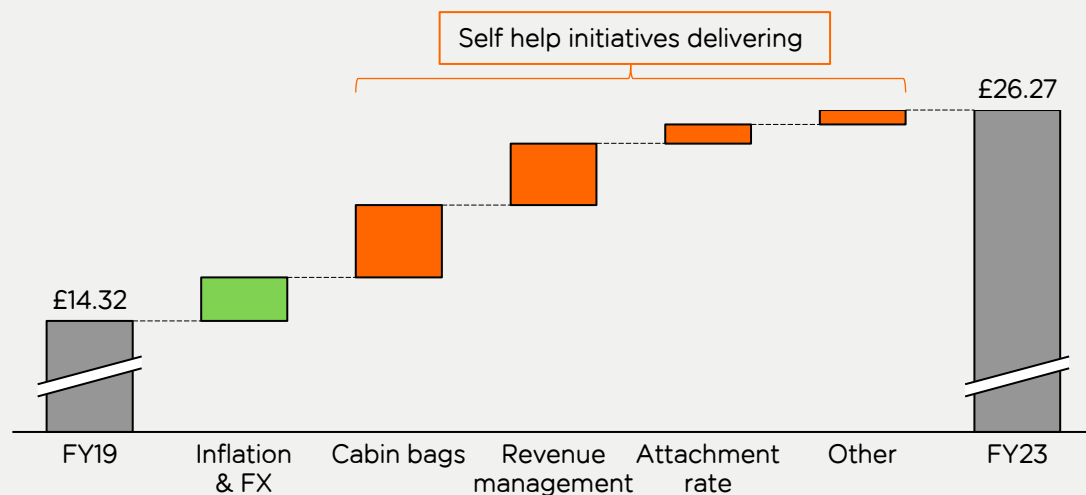 Self help initiatives delivering
£26.27
£14.32
FY19
Inflation
& FX
Cabin bags
Revenue
management
Attachment
rate
Other
FY23